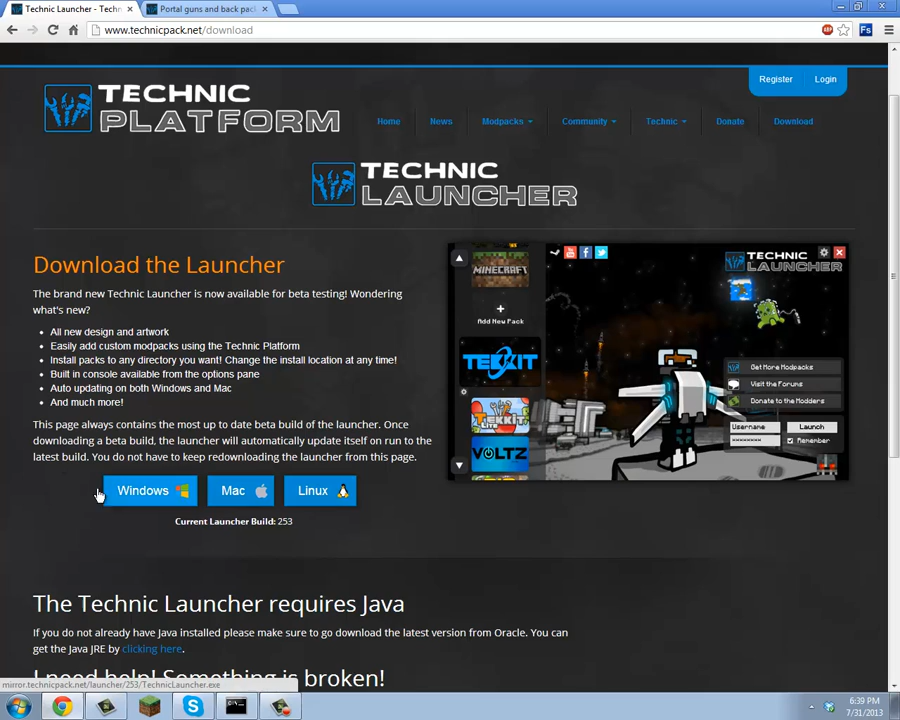 Technic Launcher - Techn
Portal guns and back pack
www.technicpack.net/download
Fs
Register
Login
TECHNIC
PLATFORM
Home
News
Modpacks
Community
Technic
Donate
Download
TECHNIC
LAUNCHER
Download the Launcher
The brand new Technic Launcher is now available for beta testing! Wondering
what's new?
All new design and artwork
Easily add custom modpacks using the Technic Platform
Install packs to any directory you want! Change the install location at any time!
Built in console available from the options pane
Auto updating on both Windows and Mac
And much more!
This page always contains the most up to date beta build of the launcher. Once
downloading a beta build, the launcher will automatically update itself on run to the
latest build. You do not have to keep redownloading the launcher from this page.
Windows
Mac
Linux
Current Launcher Build: 253
MINECRAFT
Add New Pack
TEKKIT
TEKKIT
LITE
VOLTZ
TECHNIC
LAUNCHER
Get More Modpacks
Visit the Forums
Donate to the Modders
Username
Launch
********
Remember
The Technic Launcher requires Java
If you do not already have Java installed please make sure to go download the latest version from Oracle. You can
get the Java JRE by clicking here.
I need help! Something is broken!
mirror.technicpack.net/launcher/253/TechnicLauncher.exe
6:39 PM
7/31/2013